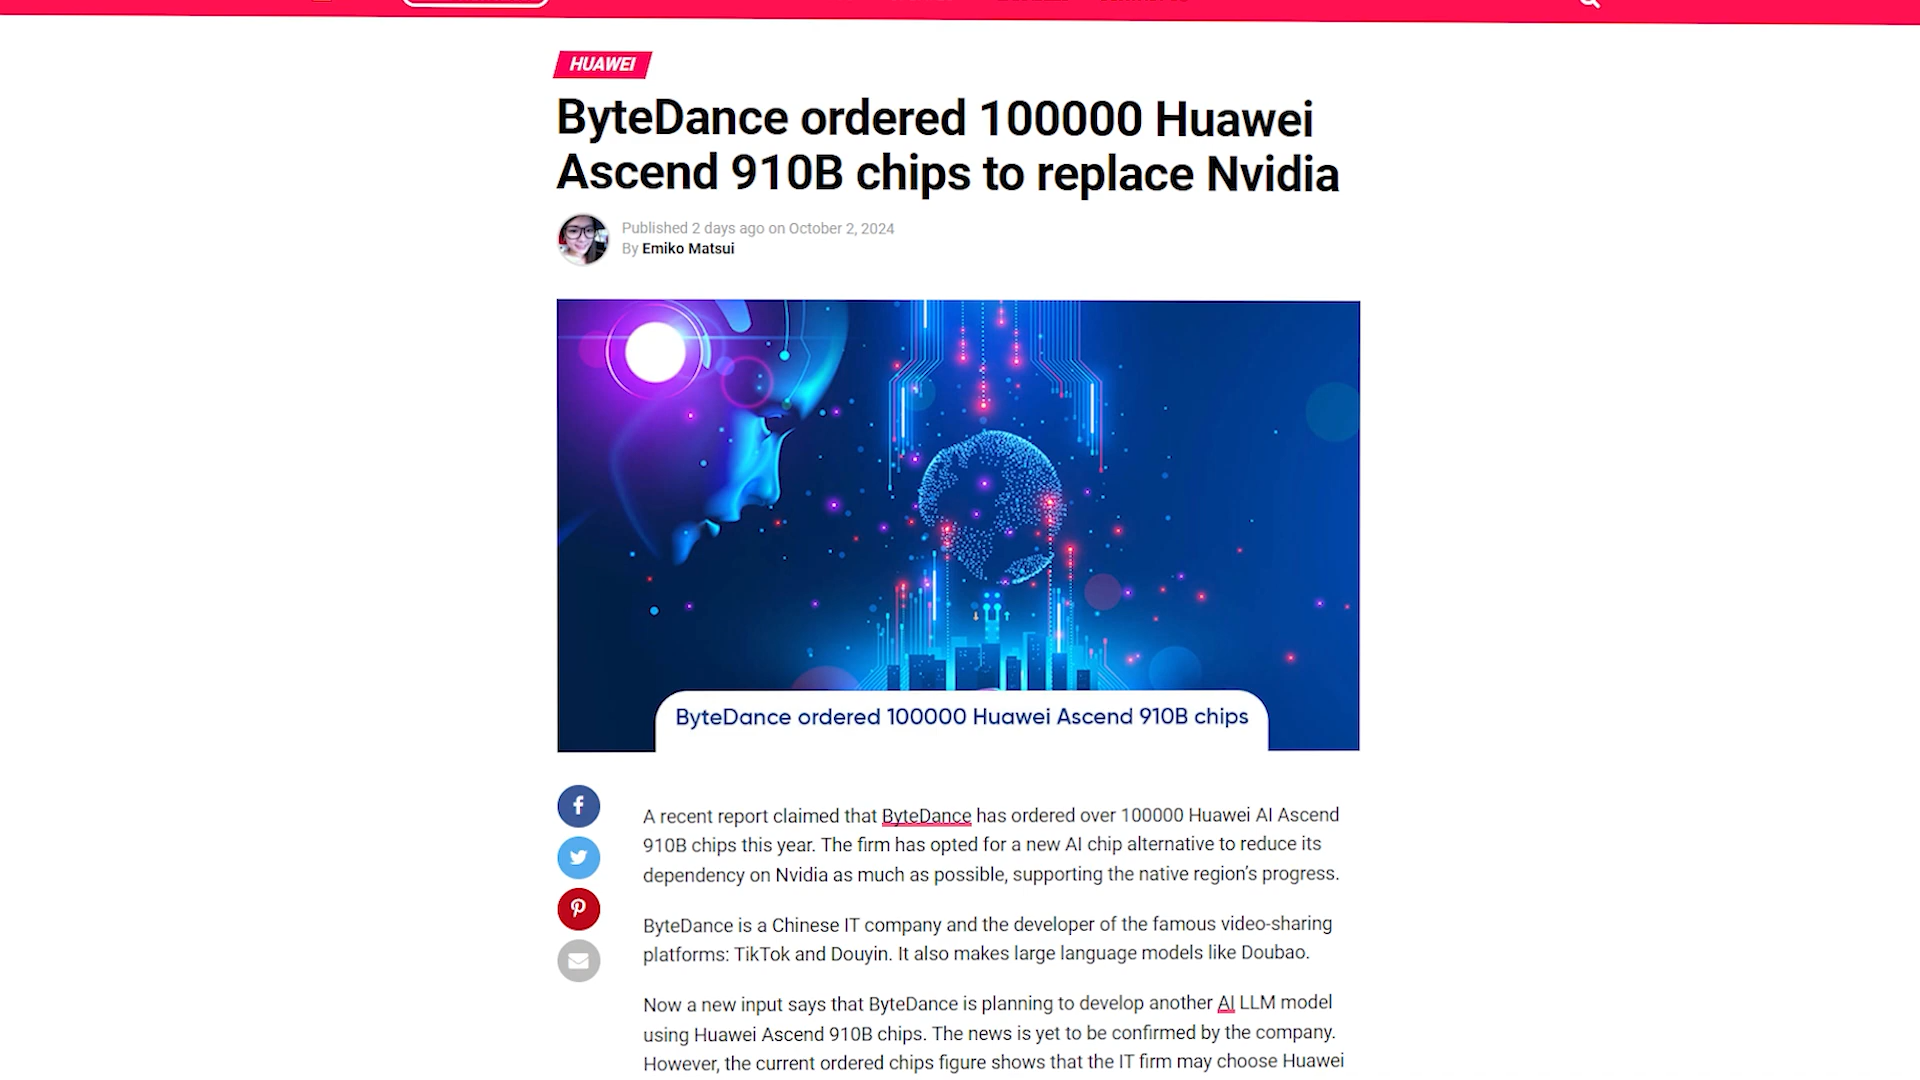 HUAWEI
ByteDance ordered 100000 Huawei
Ascend 910B chips to replace Nvidia
Published 2 days ago on October 2, 2024
By Emiko Matsui
ByteDance ordered 100000 Huawei Ascend 910B chips
A recent report claimed that ByteDance has ordered over 100000 Huawei AI Ascend
910B chips this year. The firm has opted for a new AI chip alternative to reduce its
dependency on Nvidia as much as possible, supporting the native region's progress.
ByteDance is a Chinese IT company and the developer of the famous video-sharing
platforms: TikTok and Douyin. It also makes large language models like Doubao.
Now a new input says that ByteDance is planning to develop another AI LLM model
using Huawei Ascend 910B chips. The news is yet to be confirmed by the company.
However, the current ordered chips figure shows that the IT firm may choose Huawei